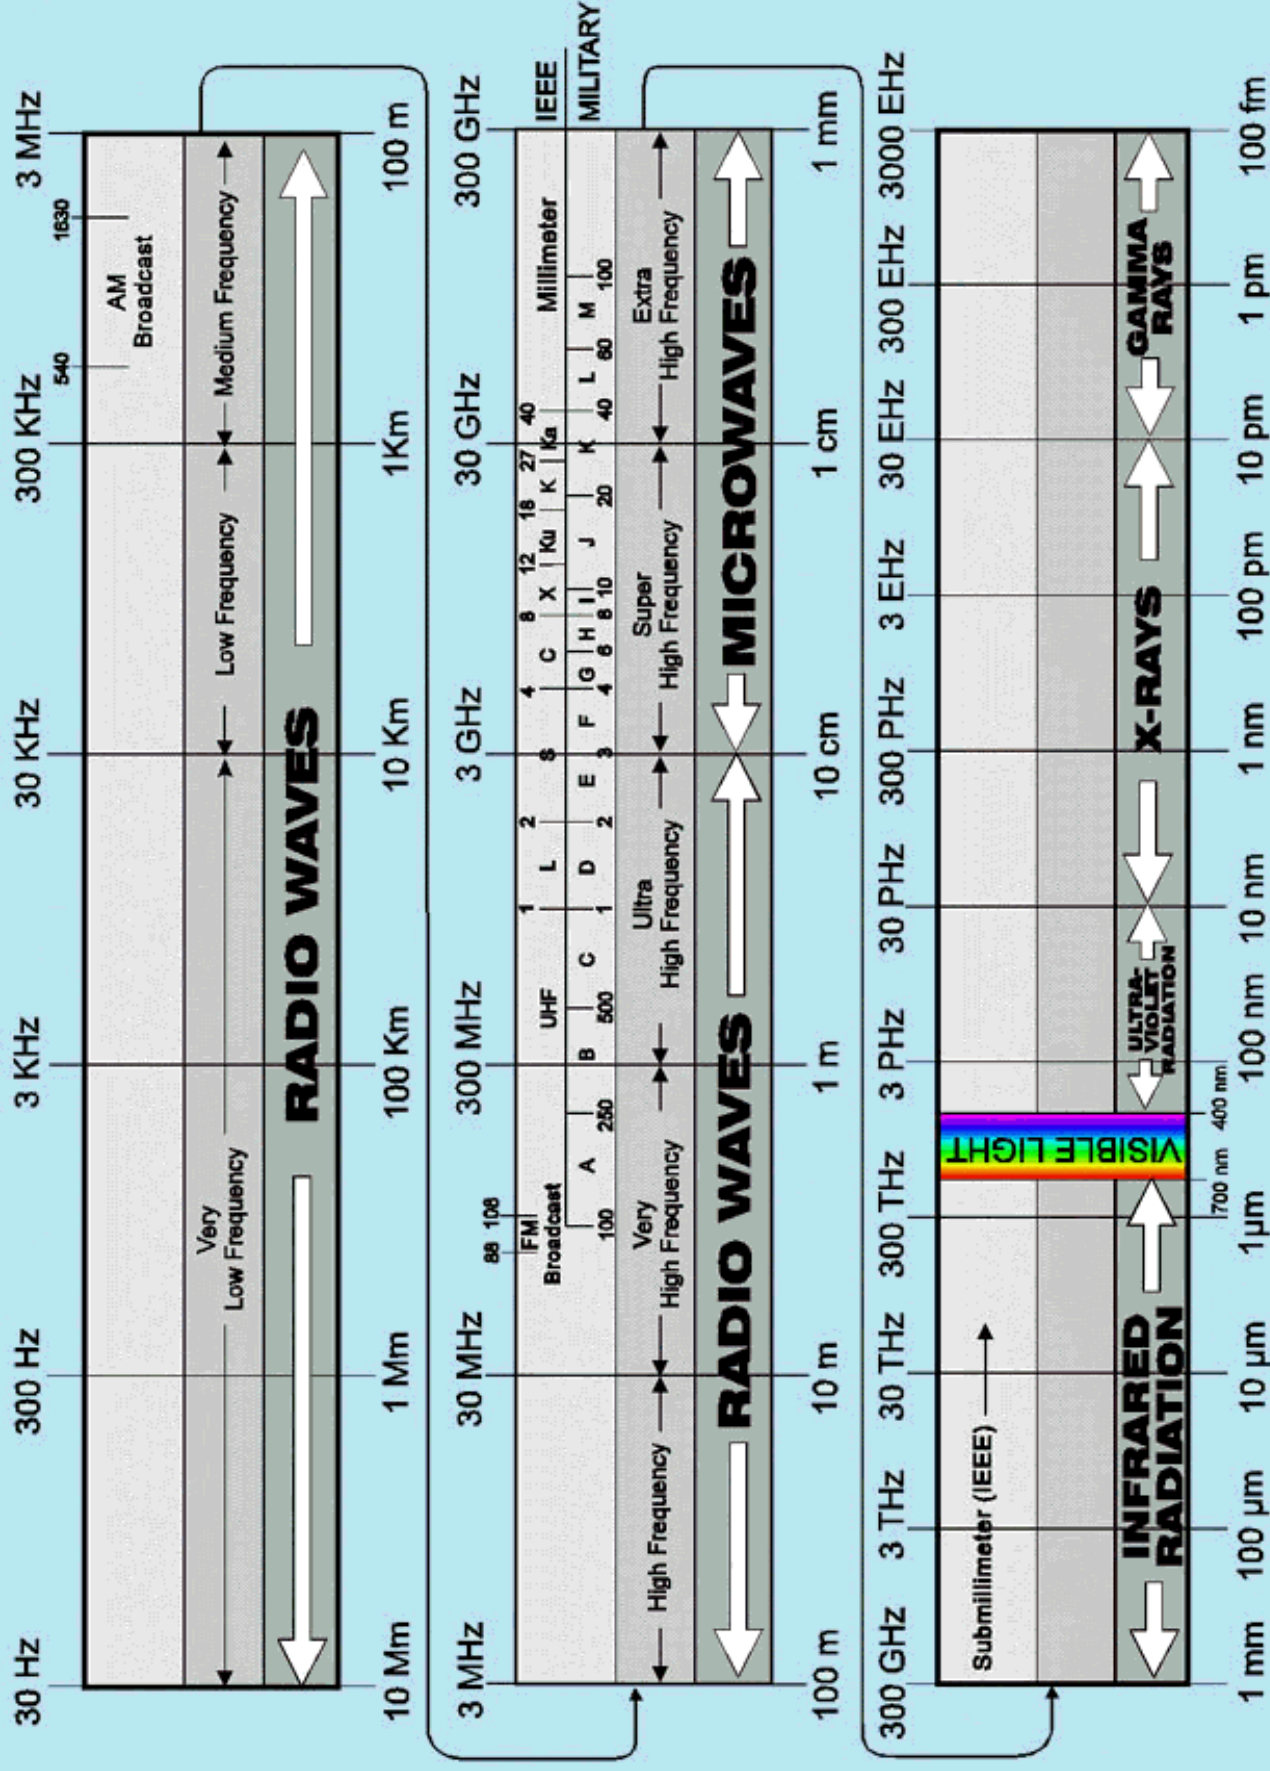 30 Hz 300 Hz 3 KHz 30 KHz 300 KHz 3 MHz
540 1630
AM
Broadcast
Very
Low Frequency
Low Frequency
Medium Frequency
RADIO WAVES
10 Mm 1 Mm 100 Km 10 Km 1Km 100 m
3 MHz 30 MHz 300 MHz 3 GHz 30 GHz 300 GHz
88 108 1 2 4 8 12 18 27 40
FM
Broadcast
UHF L S C X Ku K Ka Millimeter IEEE
A B C D E F G H I J K L M MILITARY
100 250 500 1 2 3 4 6 8 10 20 40 60 100
High Frequency
Very
High Frequency
Ultra
High Frequency
Super
High Frequency
Extra
High Frequency
RADIO WAVES MICROWAVES
100 m 10 m 1 m 10 cm 1 cm 1 mm
300 GHz 3 THz 30 THz 300 THz 3 PHz 30 PHz 300 PHz 3 EHz 30 EHz 300 EHz 3000 EHz
Submillimeter (IEEE)
VISIBLE LIGHT
INFRARED
RADIATION
ULTRA-
VIOLET
RADIATION
X-RAYS
GAMMA
RAYS
700 nm 400 nm
1 mm 100 µm 10 µm 1µm 100 nm 10 nm 1 nm 100 pm 10 pm 1 pm 100 fm